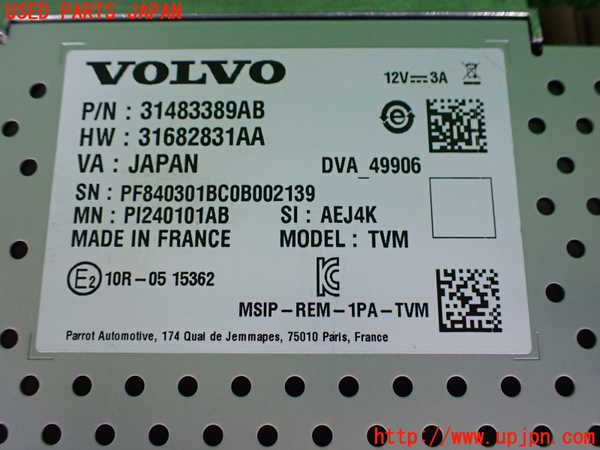 USED PARTS JAPAN
VOLVO
12V⎓3A
P/N : 31483389AB
HW : 31682831AA
VA : JAPAN
DVA_49906
SN : PF840301BC0B002139
MN : PI240101AB SI : AEJ4K
MADE IN FRANCE MODEL : TVM
E2 10R-05 15362
MSIP-REM-1PA-TVM
Parrot Automotive, 174 Quai de Jemmapes, 75010 Paris, France
http://www.upjpn.com